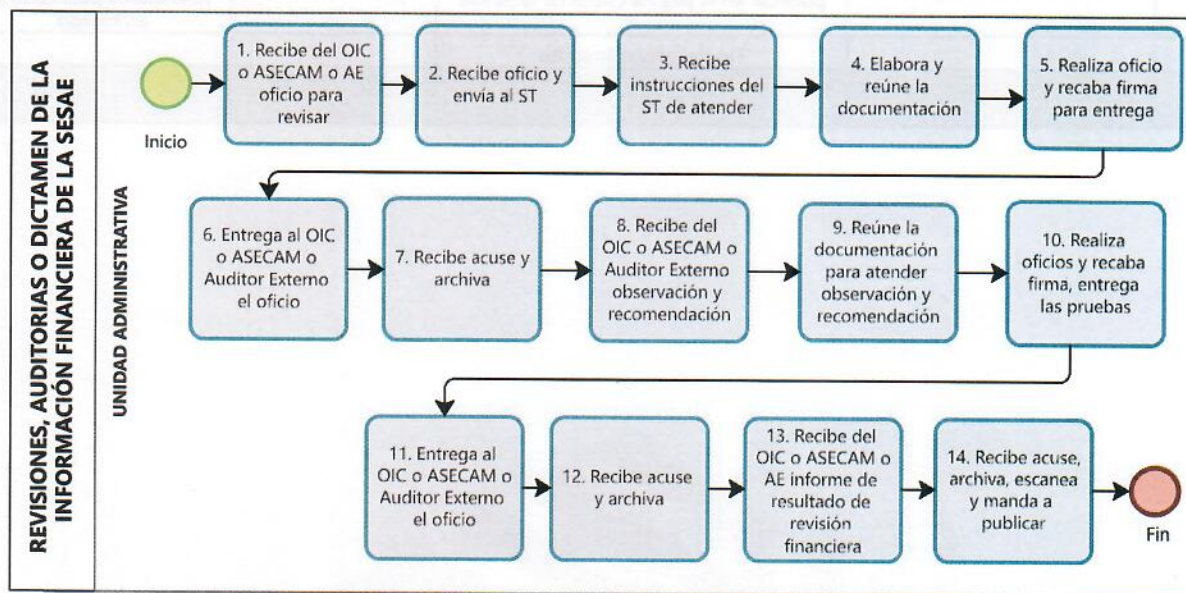 REVISIONES, AUDITORIAS O DICTAMEN DE LA
INFORMACIÓN FINANCIERA DE LA SESAE
UNIDAD ADMINISTRATIVA
Inicio
1. Recibe del OIC
o ASECAM o AE
oficio para
revisar
2. Recibe oficio y
envía al ST
3. Recibe
instrucciones del
ST de atender
4. Elabora y
reúne la
documentación
5. Realiza oficio
y recaba firma
para entrega
6. Entrega al OIC
o ASECAM o
Auditor Externo
el oficio
7. Recibe acuse y
archiva
8. Recibe del
OIC o ASECAM o
Auditor Externo
observación y
recomendación
9. Reúne la
documentación
para atender
observación y
recomendación
10. Realiza
oficios y recaba
firma, entrega
las pruebas
11. Entrega al
OIC o ASECAM o
Auditor Externo
el oficio
12. Recibe acuse
y archiva
13. Recibe del
OIC o ASECAM o
AE informe de
resultado de
revisión
financiera
14. Recibe acuse,
archiva, escanea
y manda a
publicar
Fin